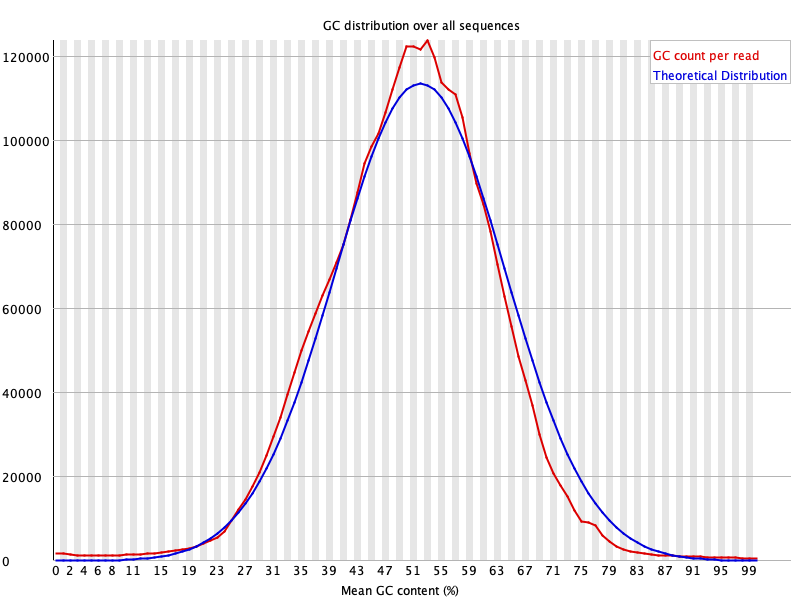 GC distribution over all sequences
GC count per read
Theoretical Distribution
120000
100000
80000
60000
40000
20000
0
0 2 4 6 8 11 15 19 23 27 31 35 39 43 47 51 55 59 63 67 71 75 79 83 87 91 95 99
Mean GC content (%)